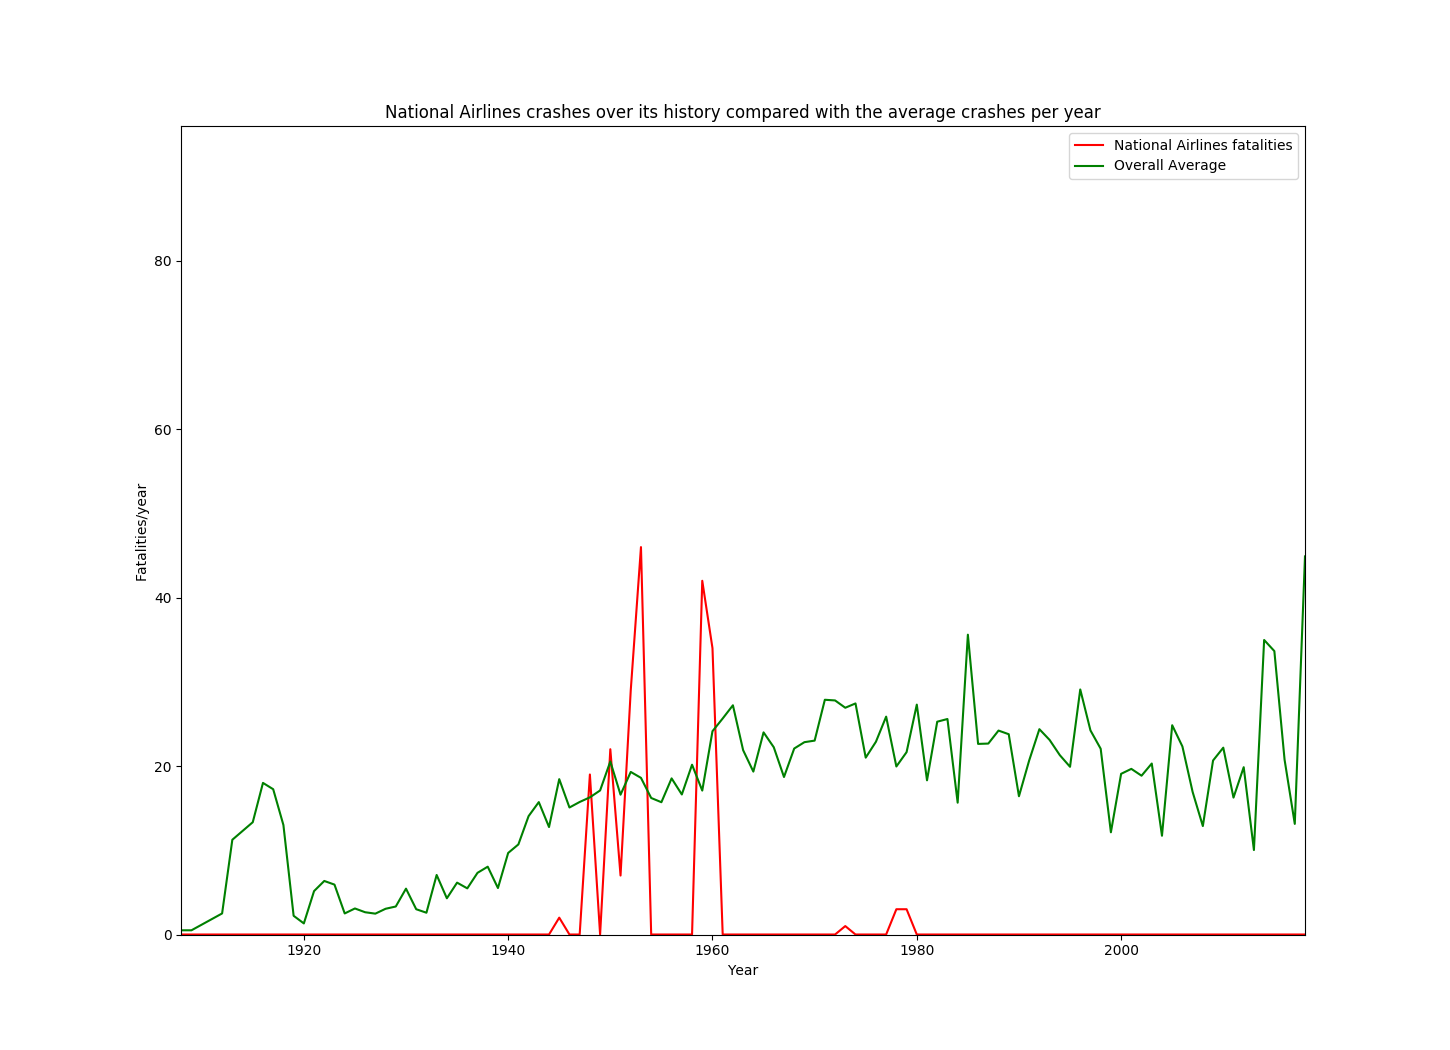 National Airlines crashes over its history compared with the average crashes per year
National Airlines fatalities
Overall Average
80
60
40
20
0
Fatalities/year
1920
1940
1960
1980
2000
Year